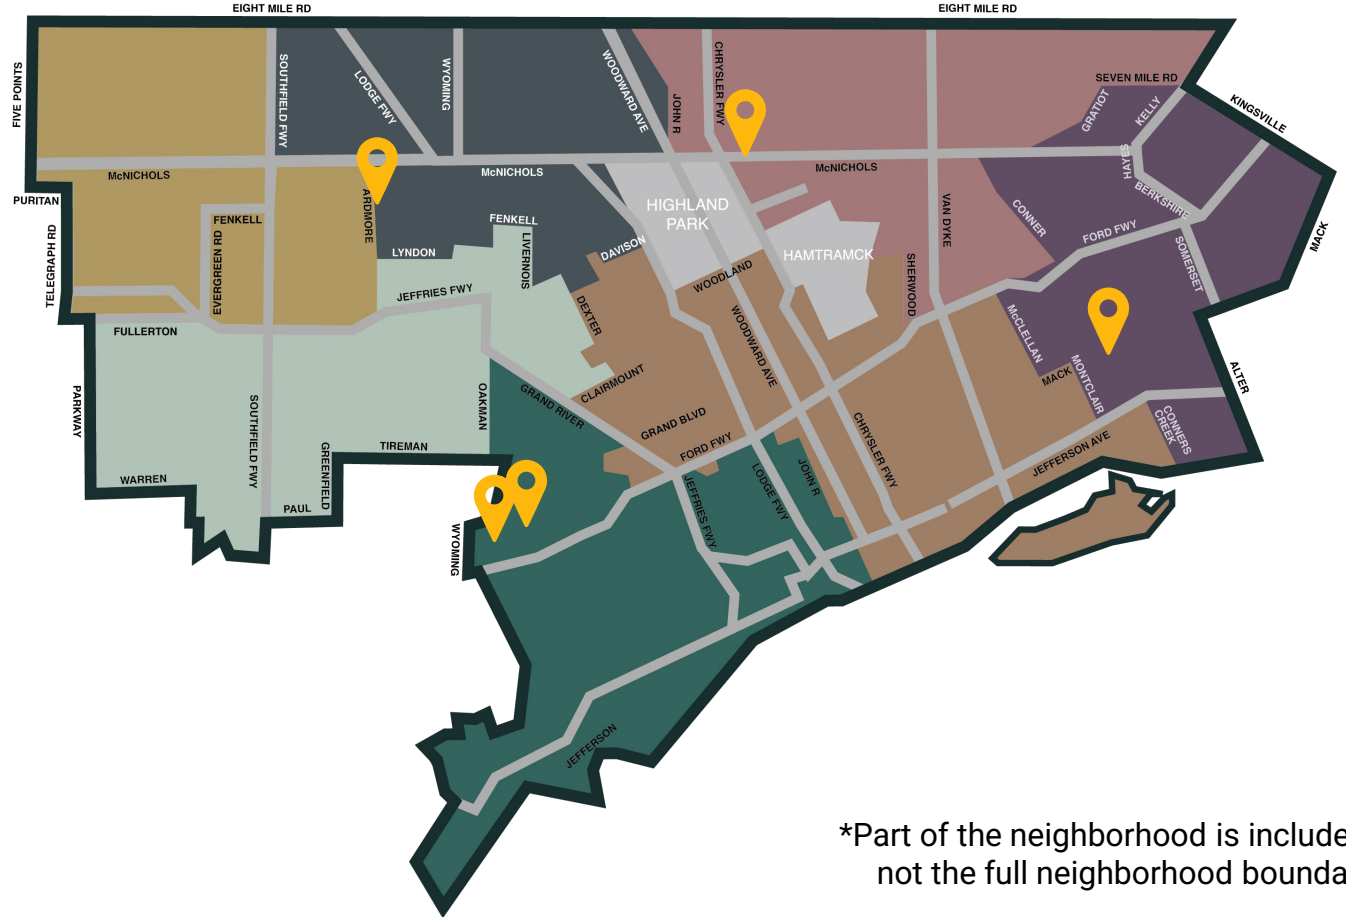 EIGHT MILE RD
EIGHT MILE RD
FIVE POINTS
SOUTHFIELD FWY
LODGE FWY
WYOMING
WOODWARD AVE
JOHN R
CHRYSLER FWY
SEVEN MILE RD
GRATIOT
KELLY
KINGSVILLE
McNICHOLS
McNICHOLS
McNICHOLS
HAYES
BERKSHIRE
PURITAN
TELEGRAPH RD
FENKELL
EVERGREEN RD
ARDMORE
LYNDON
FENKELL
LIVERNOIS
DAVISON
HIGHLAND
PARK
HAMTRAMCK
WOODLAND
SHERWOOD
VAN DYKE
CONNER
FORD FWY
SOMERSET
MACK
JEFFRIES FWY
FULLERTON
DEXTER
WOODWARD AVE
McCLELLAN
MACK
MONTCLAIR
ALTER
PARKWAY
SOUTHFIELD FWY
OAKMAN
GRAND RIVER
CLAIRMOUNT
GRAND BLVD
FORD FWY
CHRYSLER FWY
CONNERS
CREEK
JEFFERSON AVE
TIREMAN
GREENFIELD
WARREN
PAUL
WYOMING
JEFFRIES FWY
LODGE FWY
JOHN R
JEFFERSON
*Part of the neighborhood is include
not the full neighborhood bounda